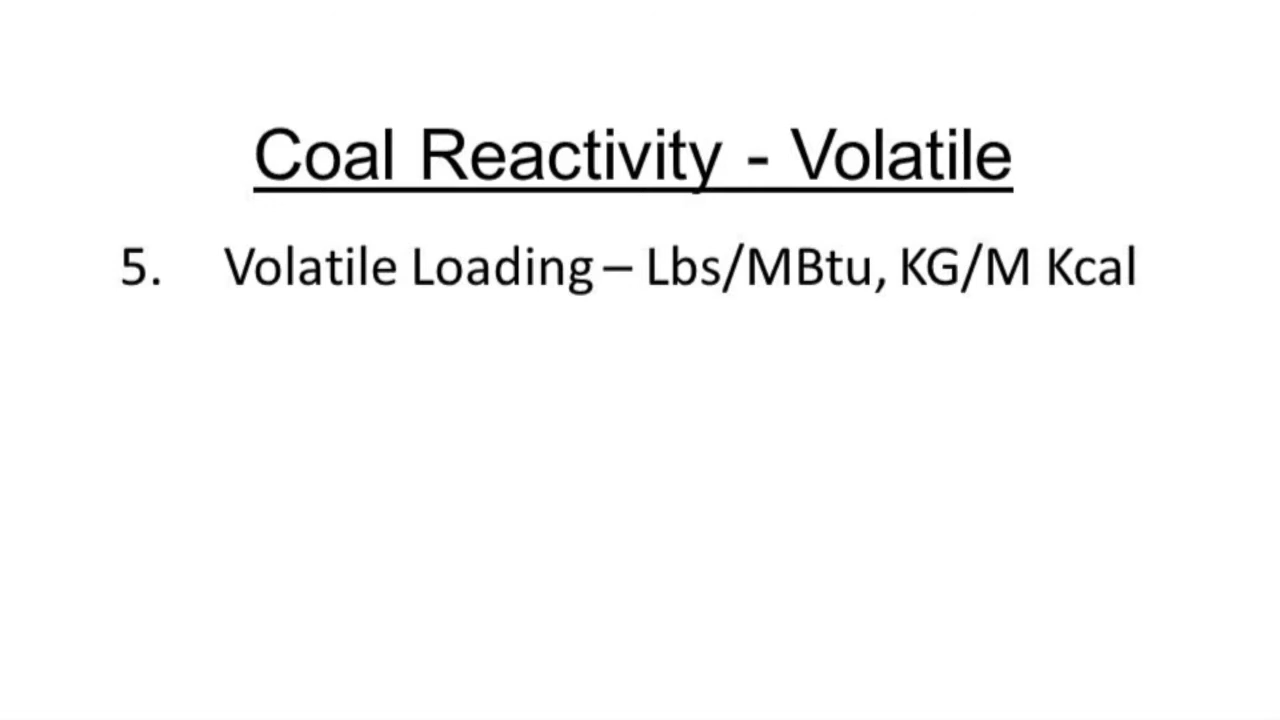 Coal Reactivity - Volatile
5. Volatile Loading – Lbs/MBtu, KG/M Kcal